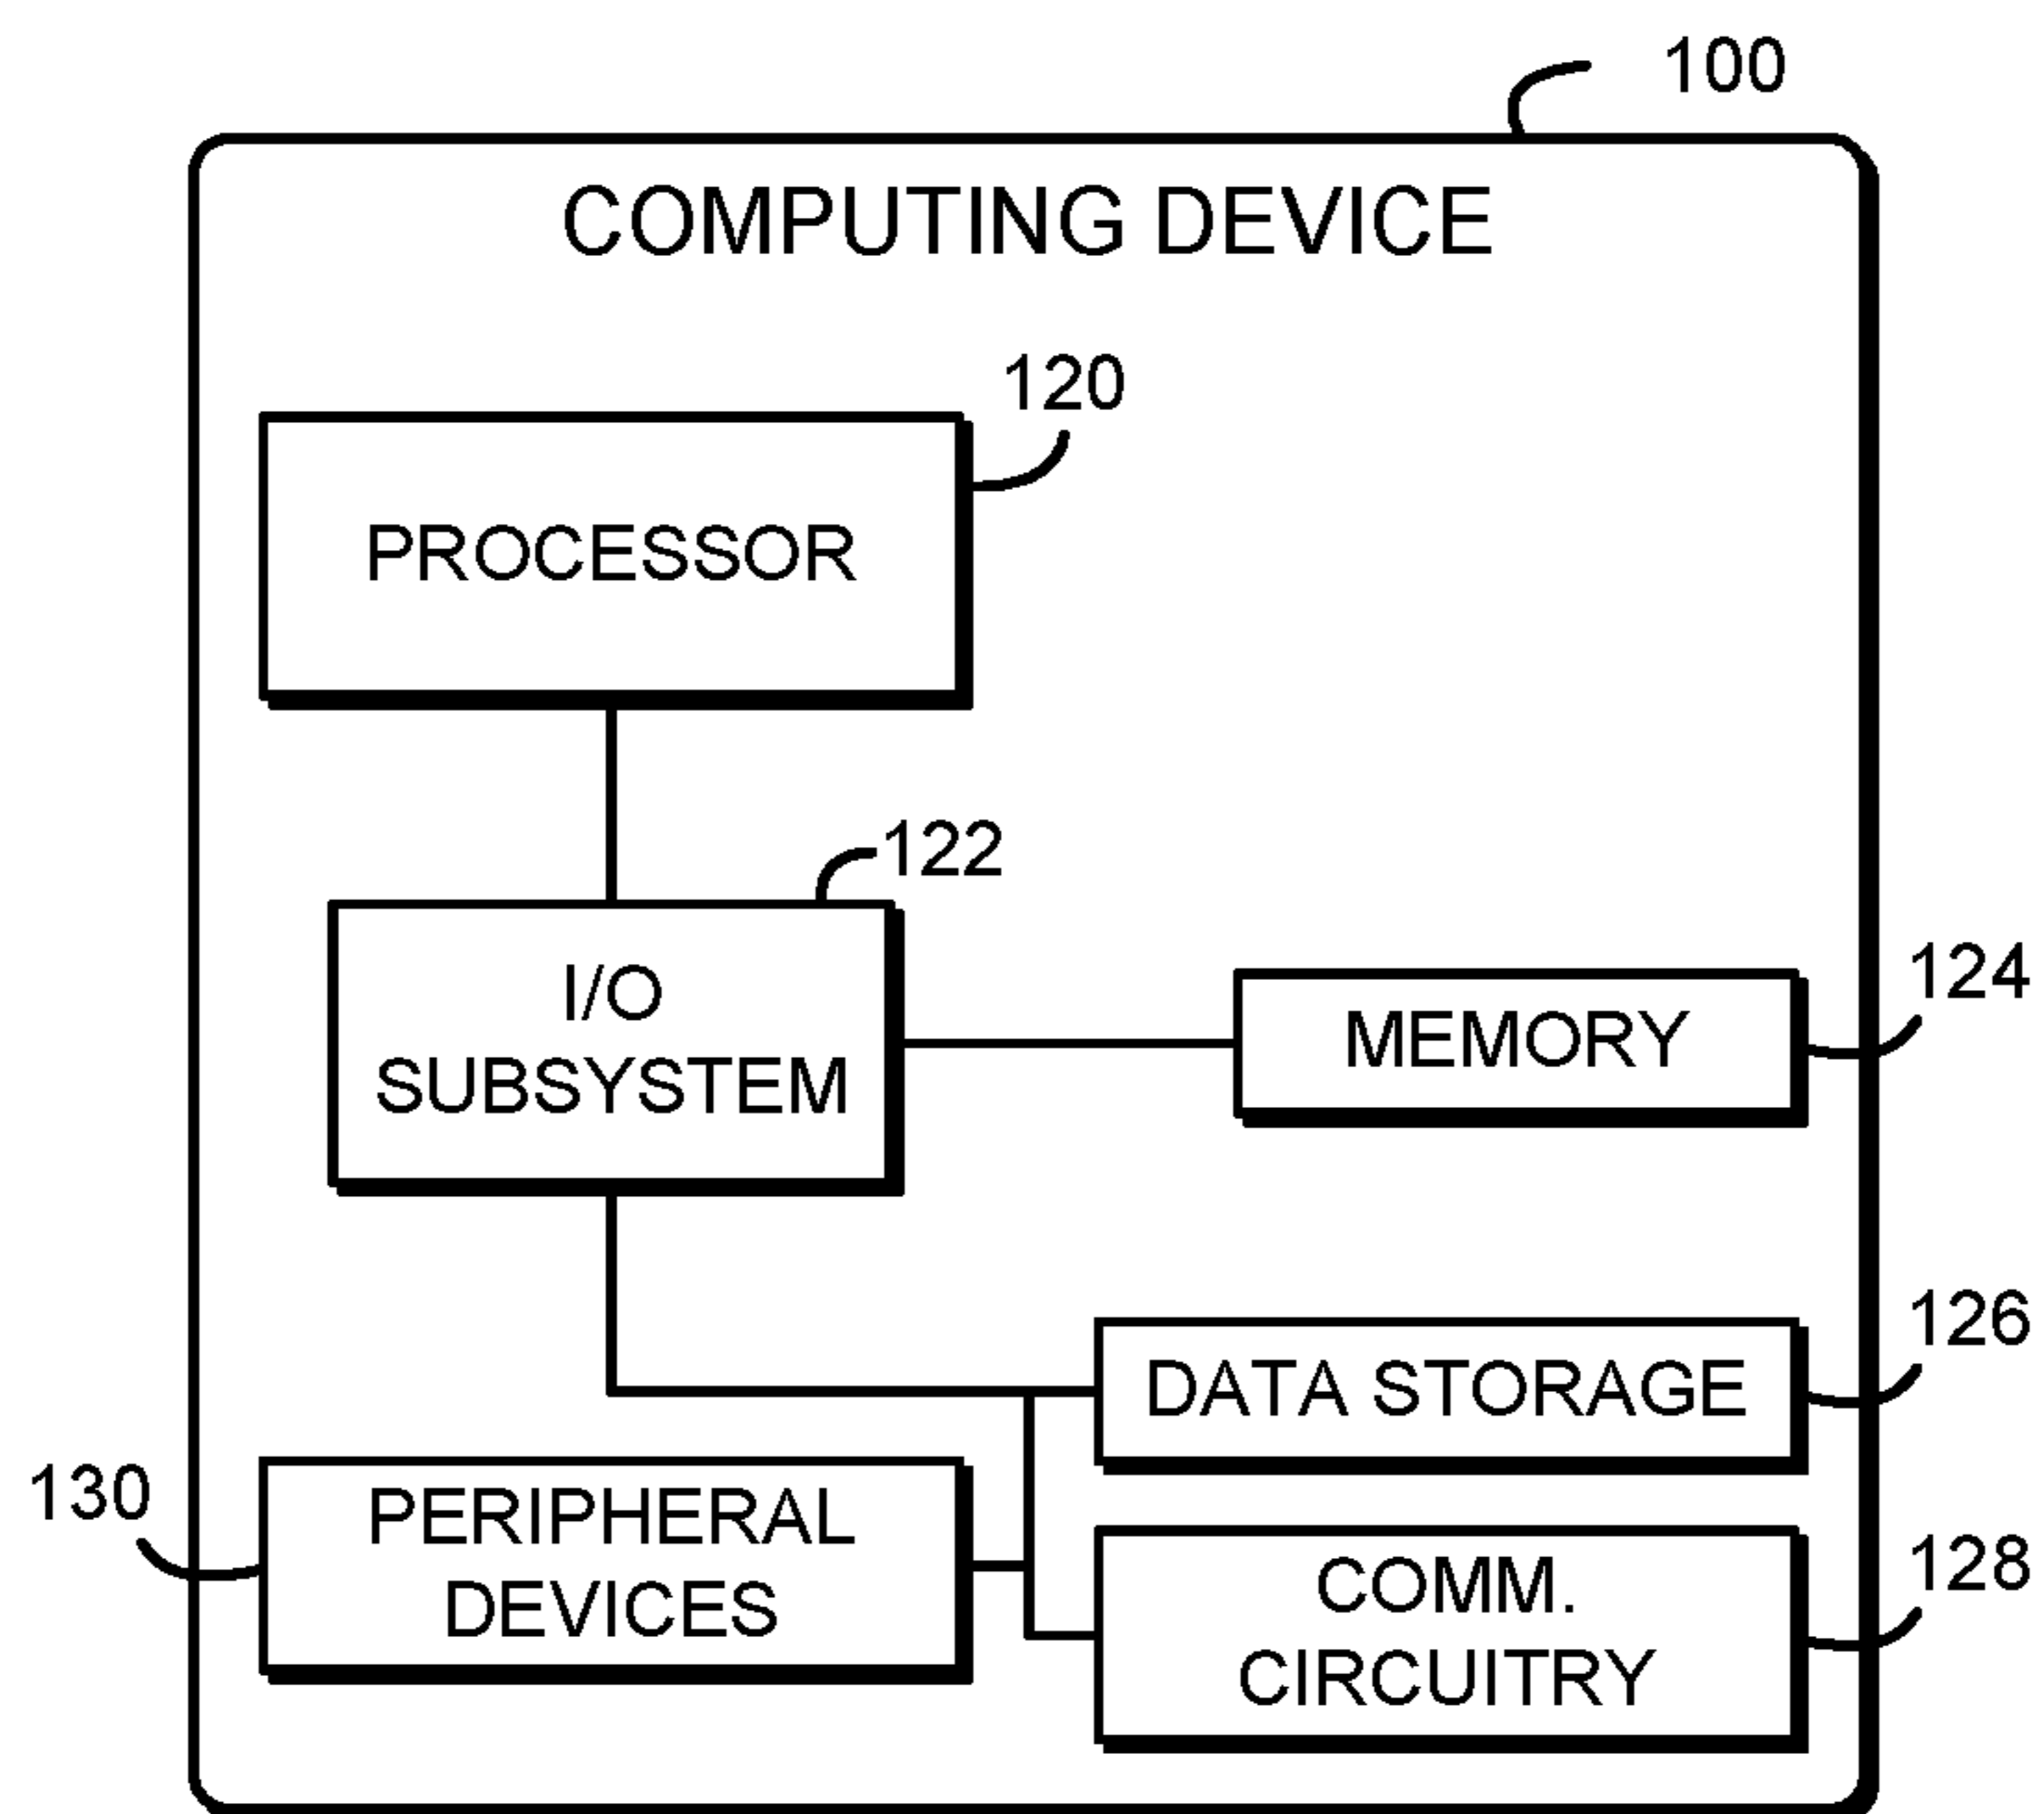 100
COMPUTING DEVICE
120
PROCESSOR
122
I/O
SUBSYSTEM
124
MEMORY
126
DATA STORAGE
130
PERIPHERAL
DEVICES
128
COMM.
CIRCUITRY